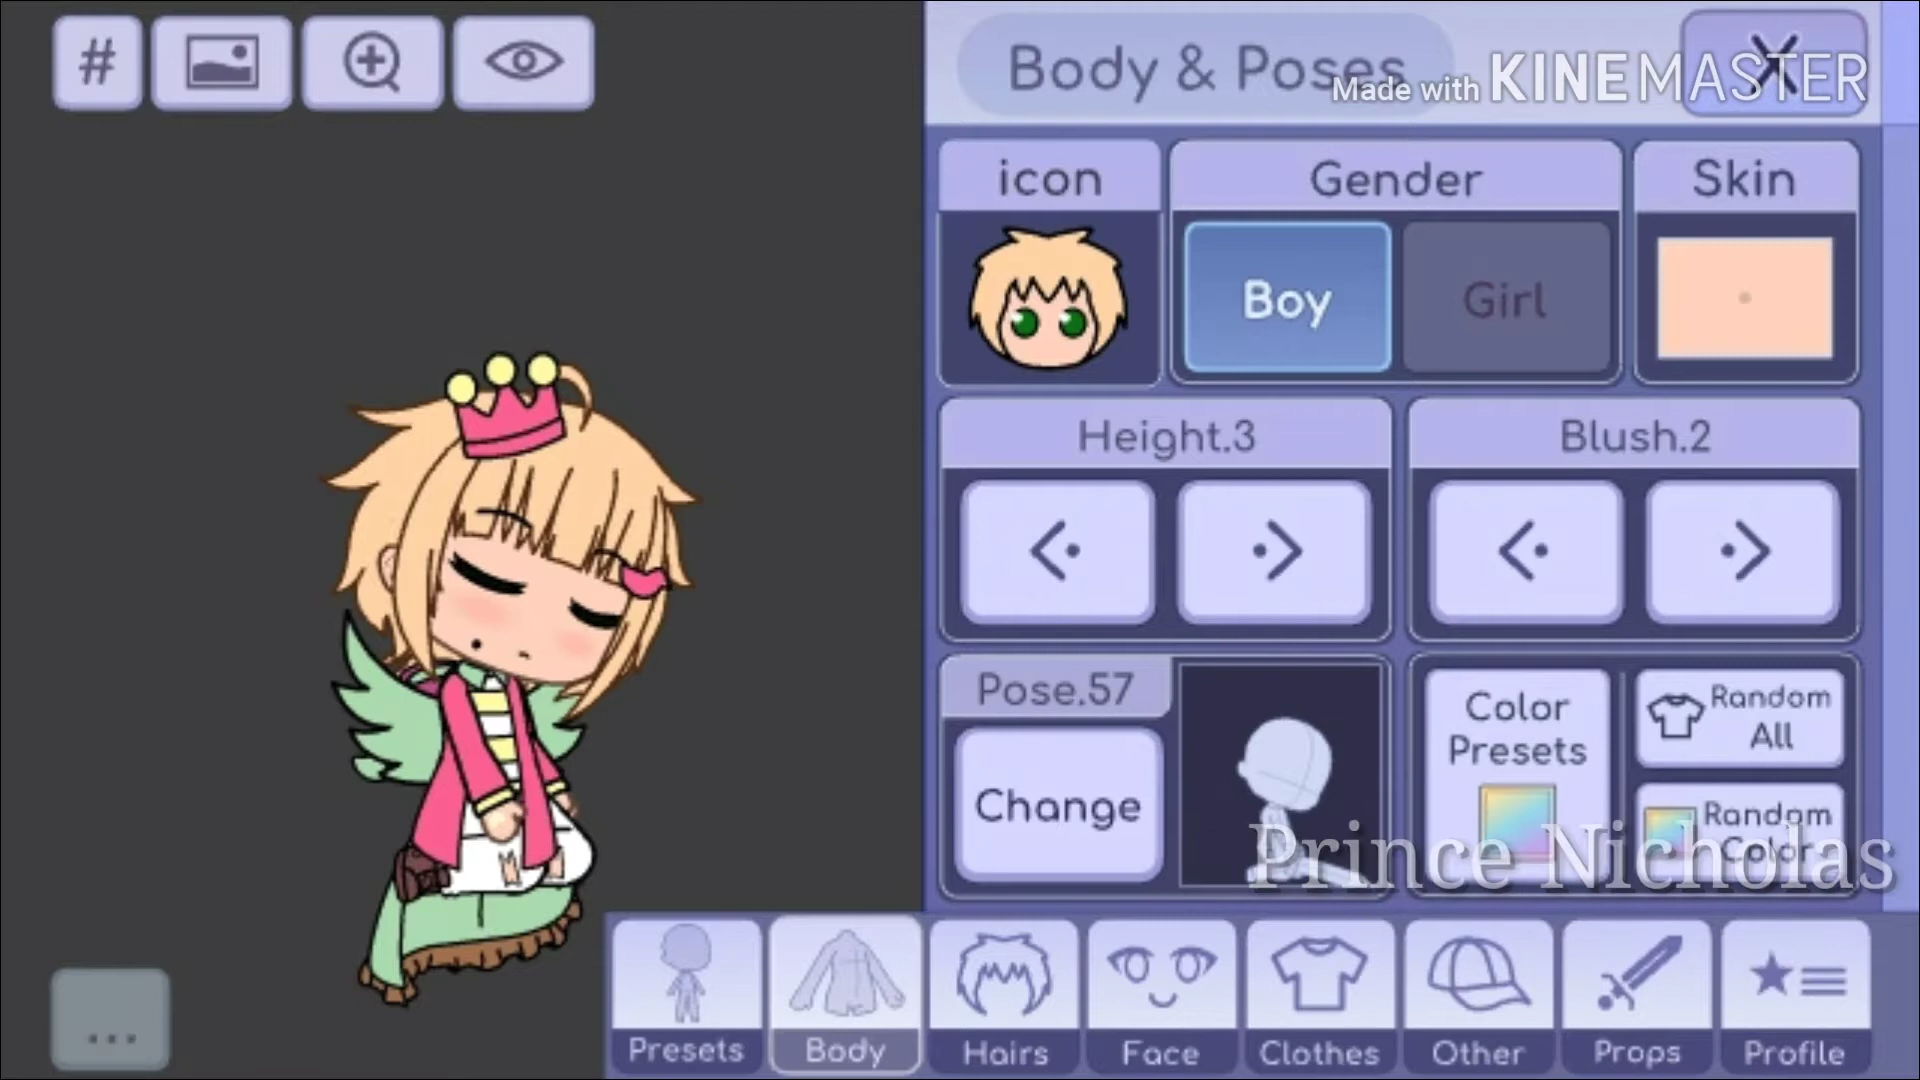 #
Body & Poses
X
Made with KINEMASTER
icon
Gender
Skin
Boy
Girl
Height.3
Blush.2
Pose.57
Change
Color
Presets
Random
All
Random
Color
Prince Nicholas
...
Presets
Body
Hairs
Face
Clothes
Other
Props
Profile